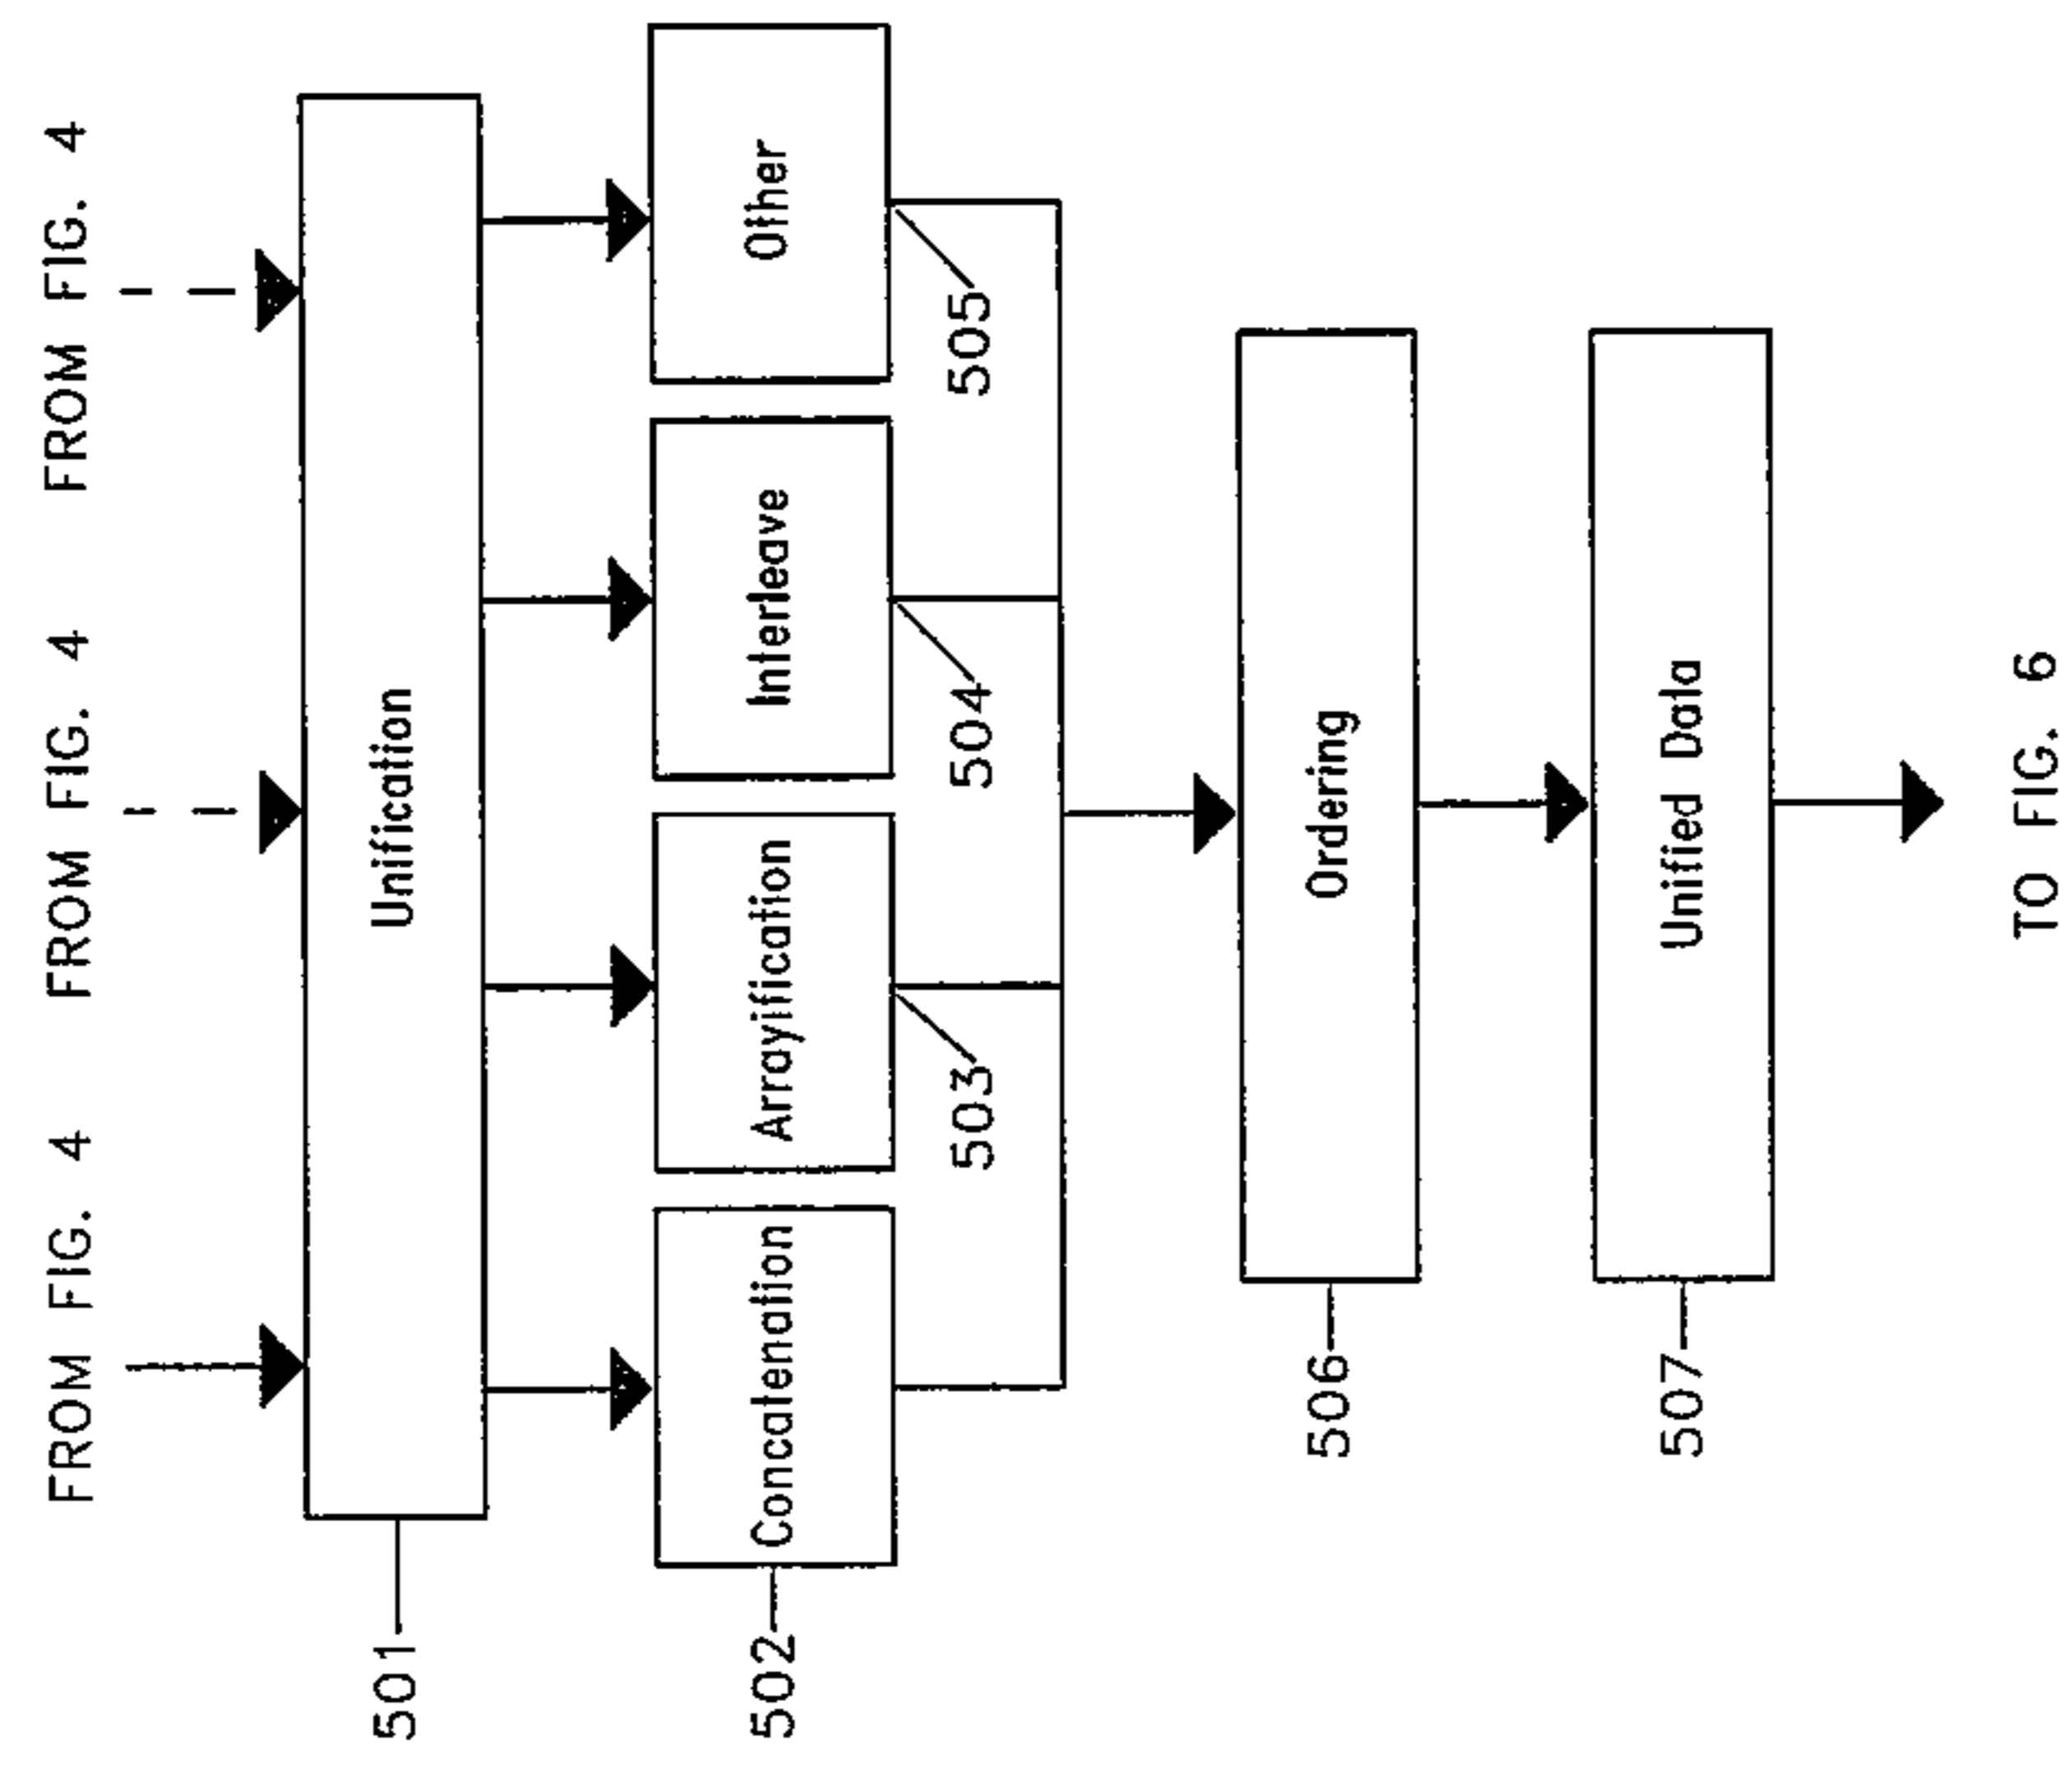 FROM FIG. 4
FROM FIG. 4
FROM FIG. 4
501
Unification
502
Concatenation
Arrayification
Interleave
Other
503
504
505
506
Ordering
507
Unified Data
TO FIG. 6